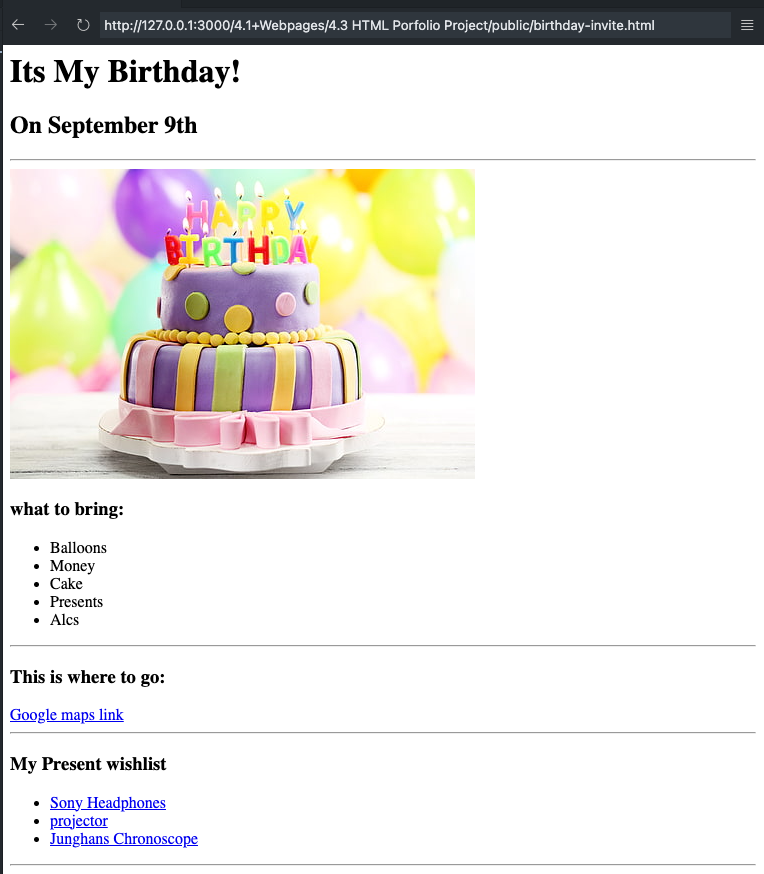 http://127.0.0.1:3000/4.1+Webpages/4.3 HTML Porfolio Project/public/birthday-invite.html
Its My Birthday!
On September 9th
HAPPY
BIRTHDAY
what to bring:
Balloons
Money
Cake
Presents
Alcs
This is where to go:
Google maps link
My Present wishlist
Sony Headphones
projector
Junghans Chronoscope